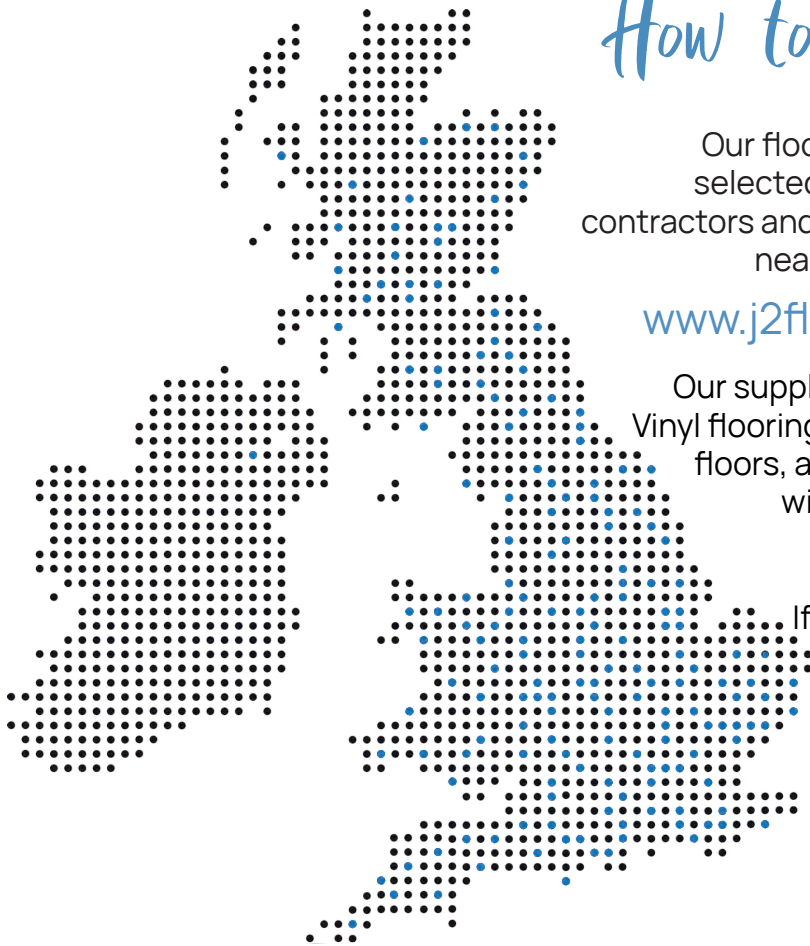 How to
Our floo
selected
contractors and
nea
www.j2fl
Our suppl
Vinyl flooring
floors, a
wi
If